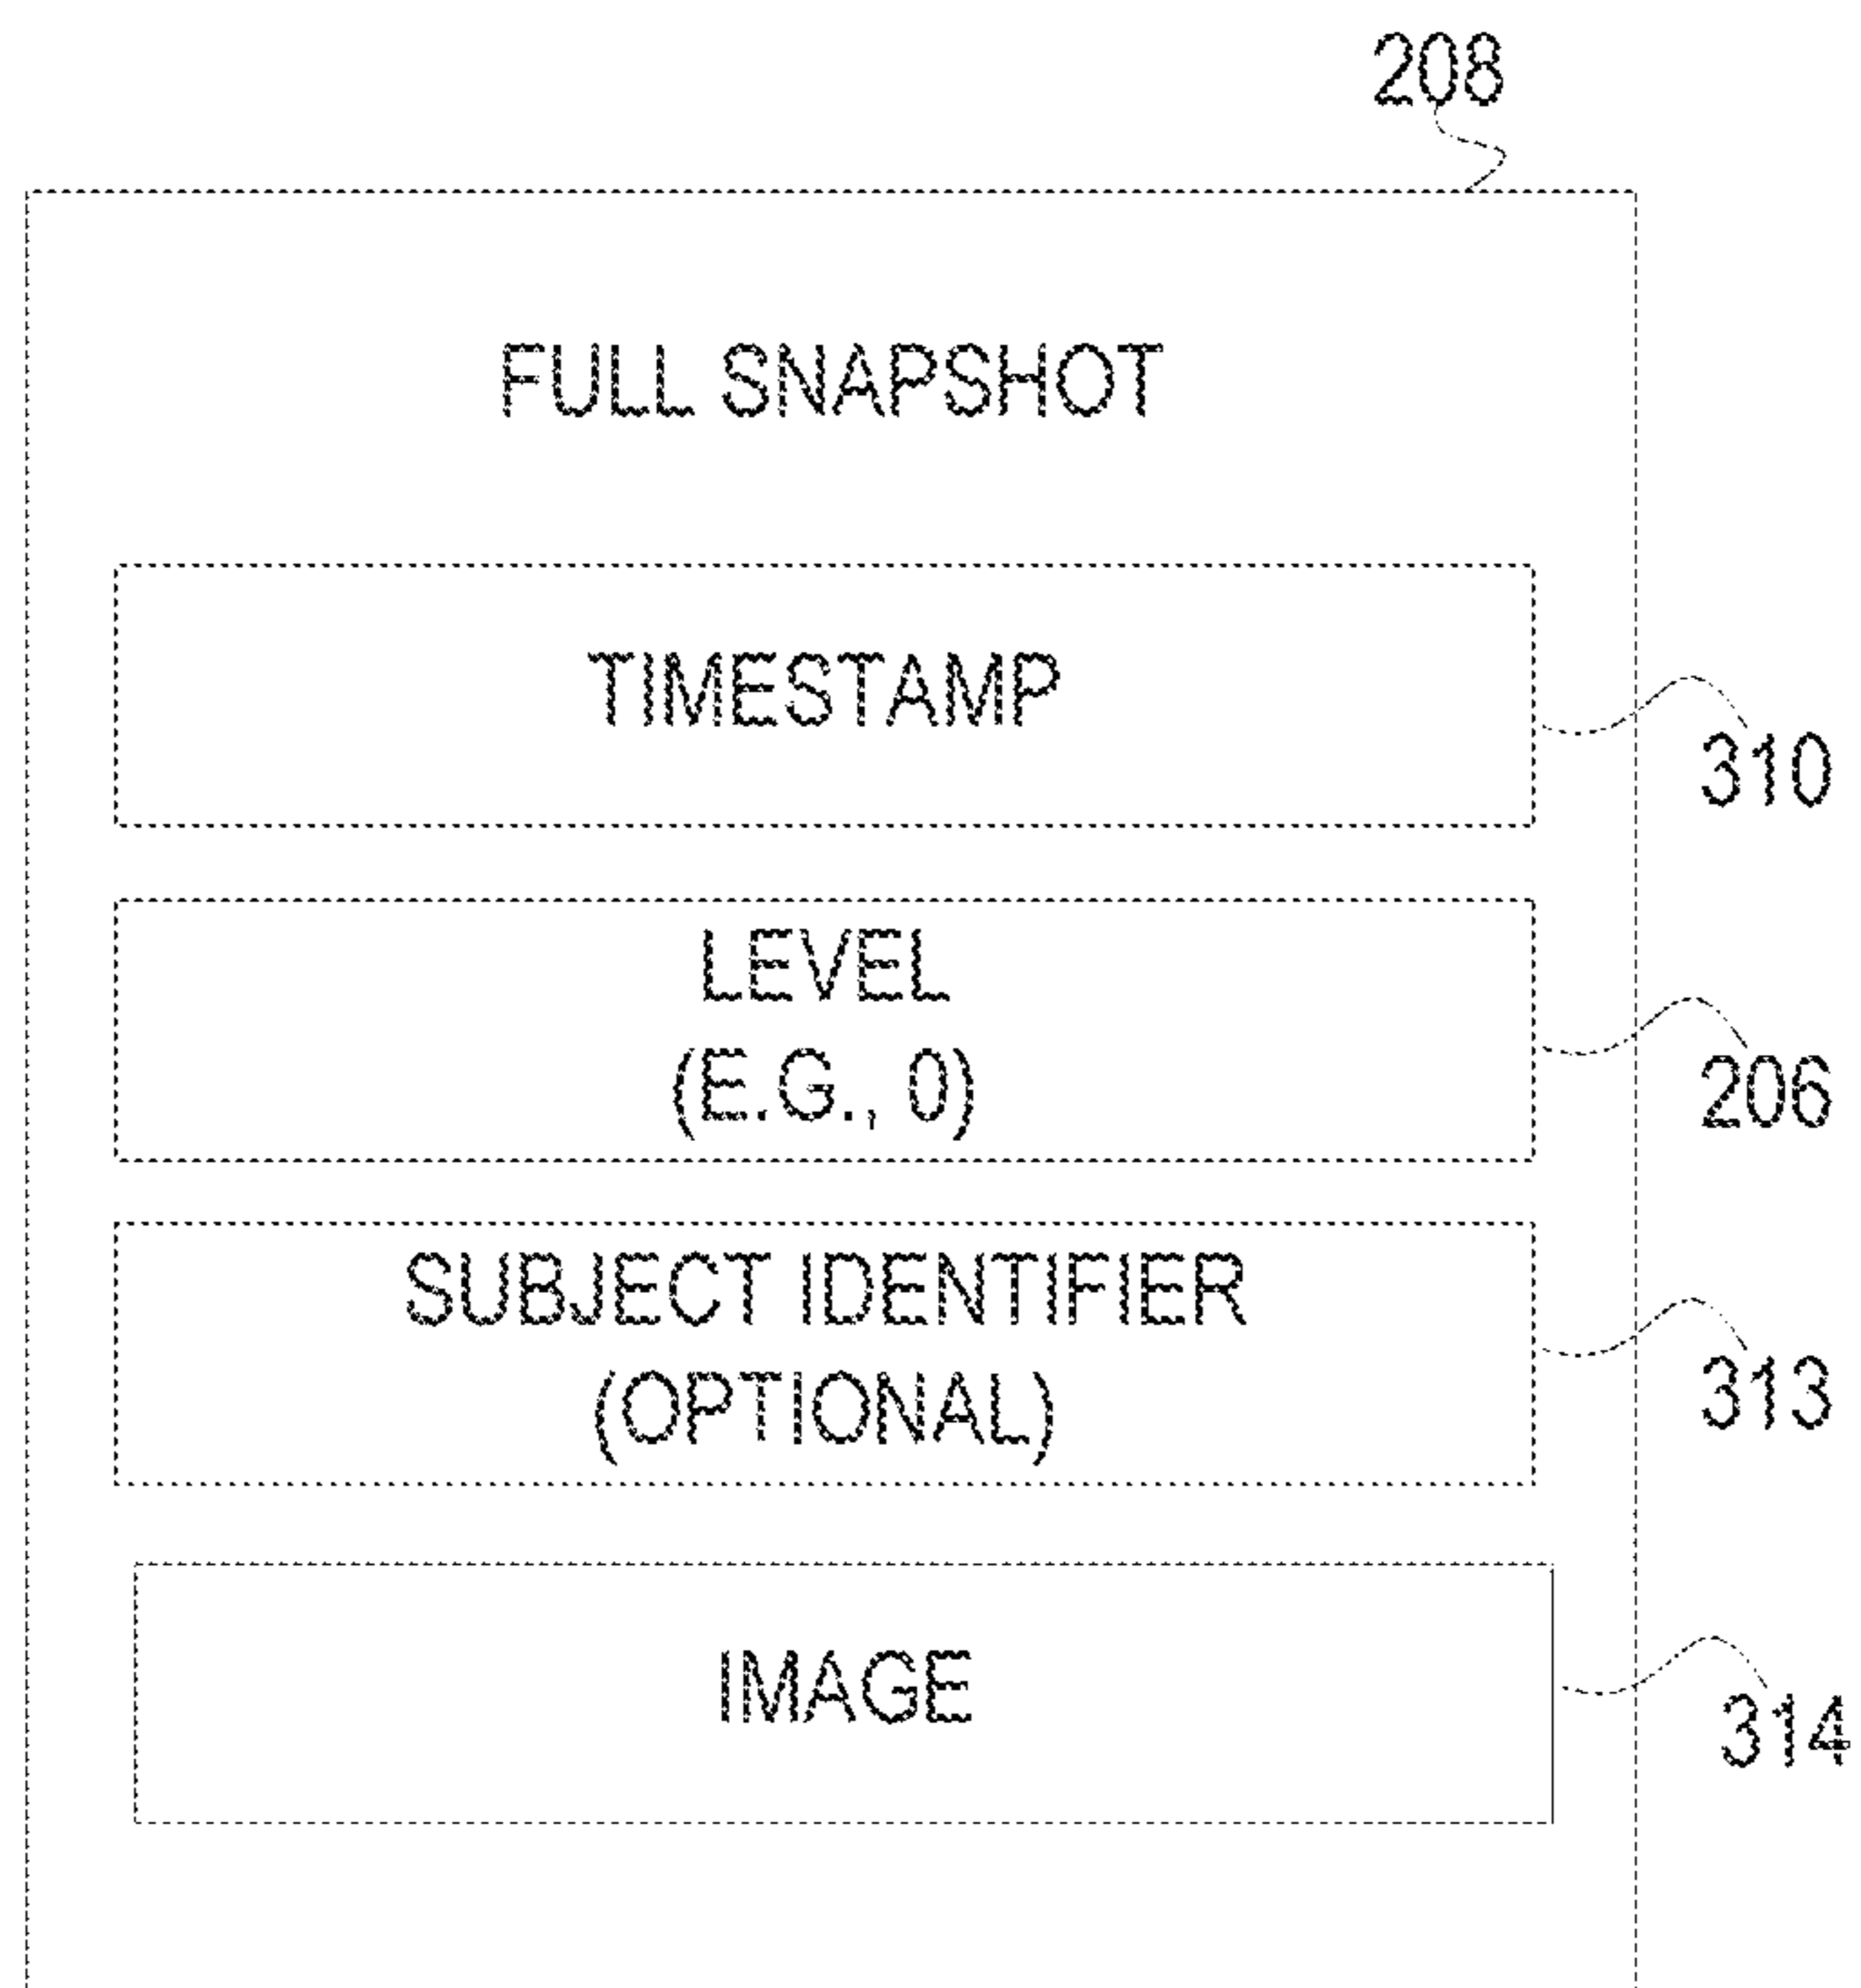 208
FULL SNAPSHOT
TIMESTAMP
310
LEVEL
(E.G., 0)
206
SUBJECT IDENTIFIER
(OPTIONAL)
313
IMAGE
314